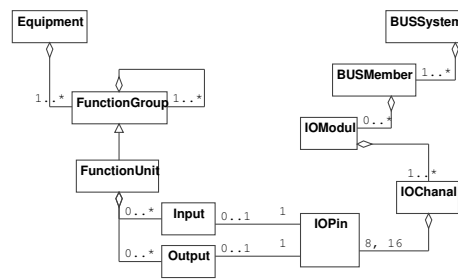 Equipment
BUSSystem
BUSMember
1..*
1..*
FunctionGroup
1..*
IOModul
0..*
FunctionUnit
1..*
IOChanal
0..*
Input
0..1
1
IOPin
8, 16
0..*
Output
0..1
1